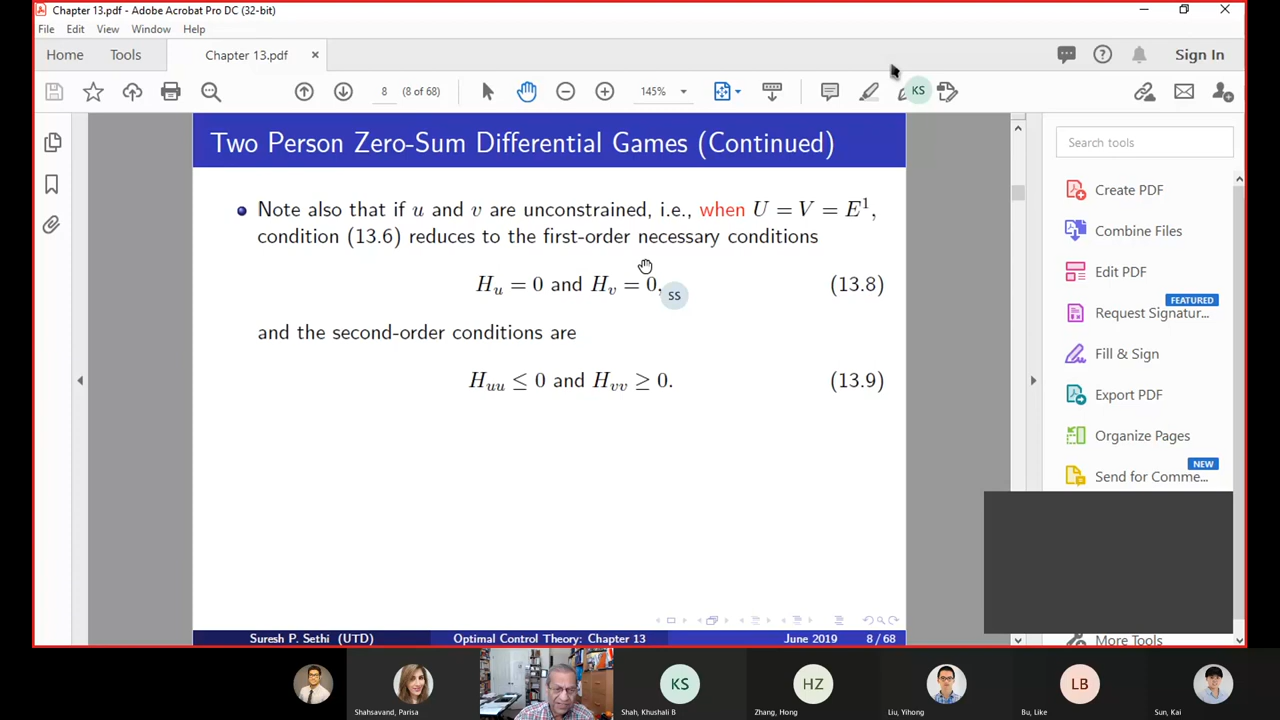 Chapter 13.pdf - Adobe Acrobat Pro DC (32-bit)
File Edit View Window Help
Home Tools Chapter 13.pdf × Sign In
8 (8 of 68) 145% KS
Search tools
Two Person Zero-Sum Differential Games (Continued)
Note also that if u and v are unconstrained, i.e., when U = V = E¹,
condition (13.6) reduces to the first-order necessary conditions
H_u = 0 and H_v = 0, (13.8)
SS
and the second-order conditions are
H_uu ≤ 0 and H_vv ≥ 0. (13.9)
Suresh P. Sethi (UTD) Optimal Control Theory: Chapter 13 June 2019 8 / 68
Create PDF
Combine Files
Edit PDF
FEATURED
Request Signatur...
Fill & Sign
Export PDF
Organize Pages
NEW
Send for Comme...
More Tools
KS HZ LB
Shahsavand, Parisa Shah, Khushali B Zhang, Hong Liu, Yihong Bu, Like Sun, Kai